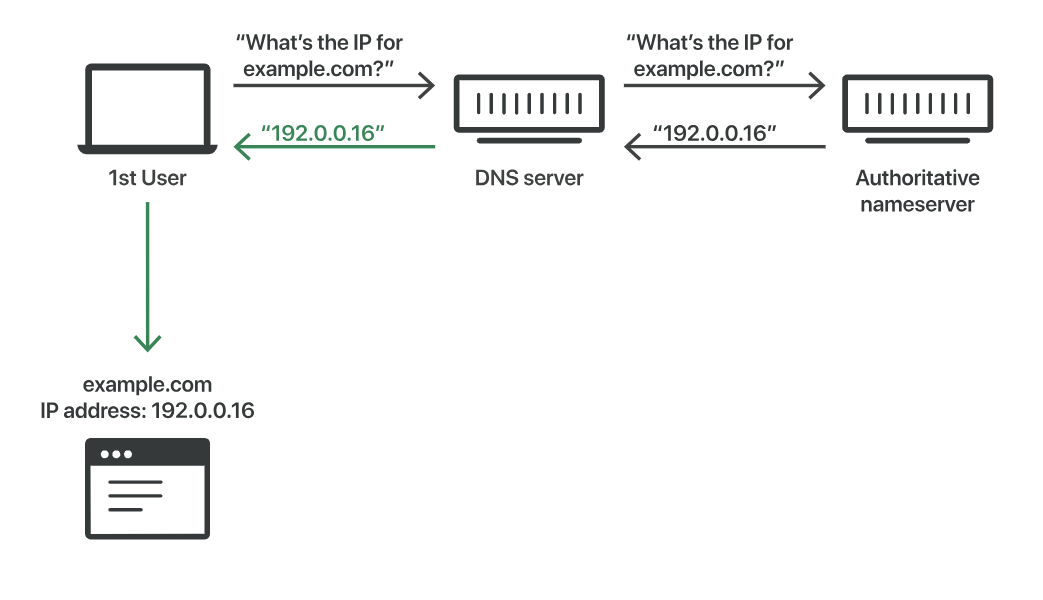 “What’s the IP for
example.com?”
“What’s the IP for
example.com?”
“192.0.0.16”
“192.0.0.16”
1st User
DNS server
Authoritative
nameserver
example.com
IP address: 192.0.0.16